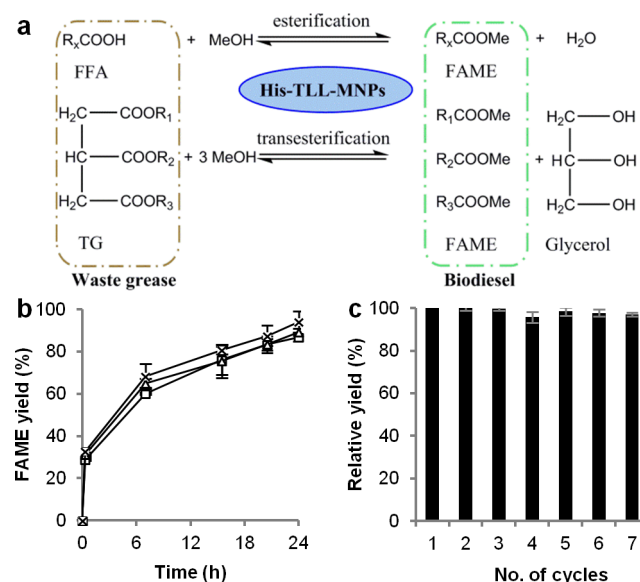 a
esterification
RₓCOOH + MeOH RₓCOOMe + H₂O
FFA FAME
His-TLL-MNPs
H₂C COOR₁ R₁COOMe H₂C OH
transesterification
HC COOR₂ + 3 MeOH R₂COOMe + HC OH
H₂C COOR₃ R₃COOMe H₂C OH
TG FAME Glycerol
Waste grease Biodiesel
b
FAME yield (%)
100
80
60
40
20
0
0 6 12 18 24
Time (h)
c
Relative yield (%)
100
80
60
40
20
0
1 2 3 4 5 6 7
No. of cycles